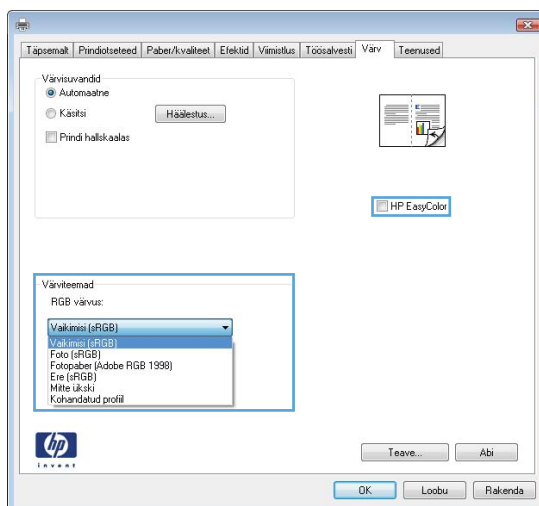 Täpsemalt Prindiotseteed Paber/kvaliteet Efektid Viimistlus Töösalvesti Värv Teenused
Värvisuvandid
Automaatne
Käsitsi Häälestus...
Prindi hallskaalas
HP EasyColor
Värviteemad
RGB värvus:
Vaikimisi (sRGB)
Vaikimisi (sRGB)
Foto (sRGB)
Fotopaber (Adobe RGB 1998)
Ere (sRGB)
Mitte ükski
Kohandatud profiil
hp
invent
Teave... Abi
OK Loobu Rakenda